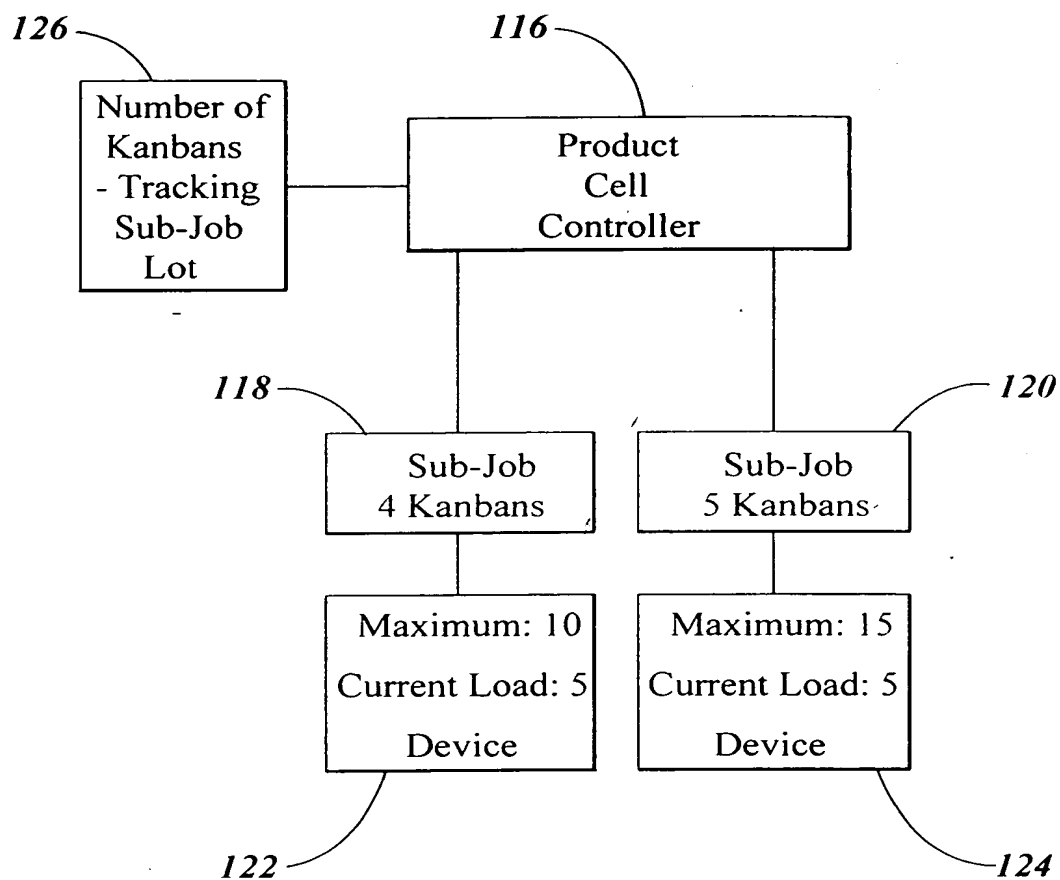 126
116
Number of
Kanbans
- Tracking
Sub-Job
Lot
Product
Cell
Controller
118
120
Sub-Job
4 Kanbans
Sub-Job
5 Kanbans
Maximum: 10
Current Load: 5
Device
Maximum: 15
Current Load: 5
Device
122
124